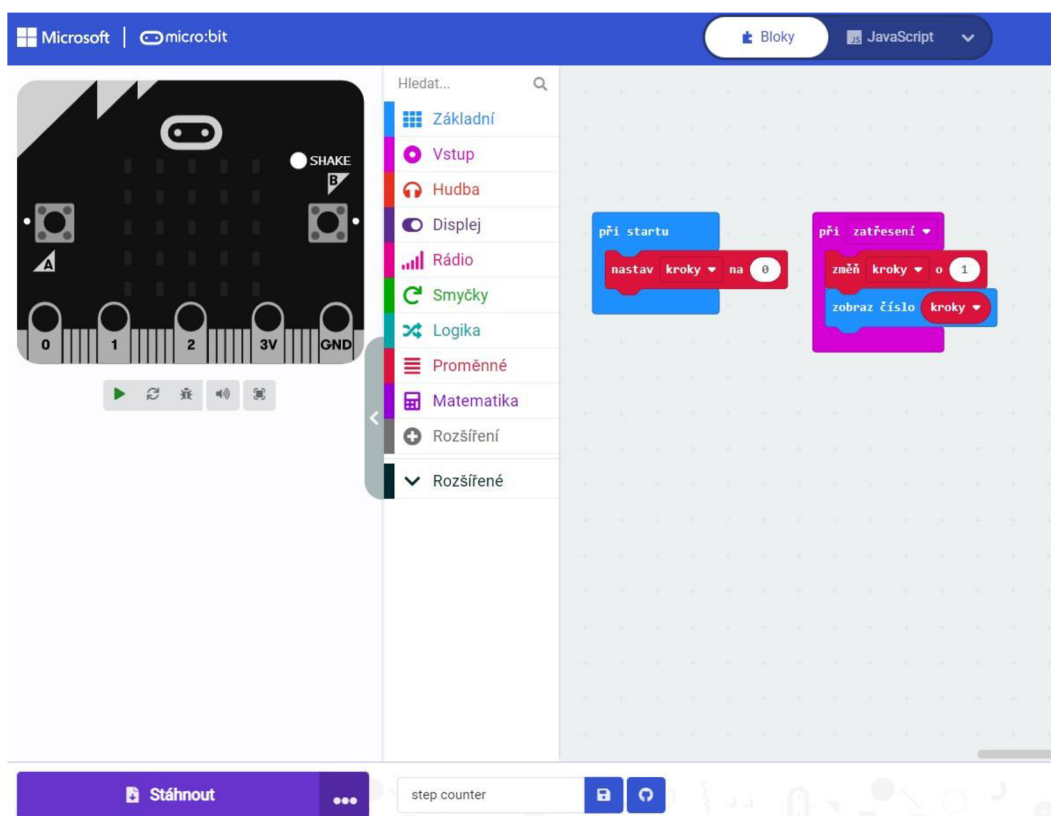 Microsoft | micro:bit
Bloky
JavaScript
SHAKE
B
A
0 1 2 3V GND
Hledat...
Základní
Vstup
Hudba
Displej
Rádio
Smyčky
Logika
Proměnné
Matematika
Rozšíření
Rozšířené
při startu
nastav kroky na 0
při zatřesení
změň kroky o 1
zobraz číslo kroky
Stáhnout
step counter